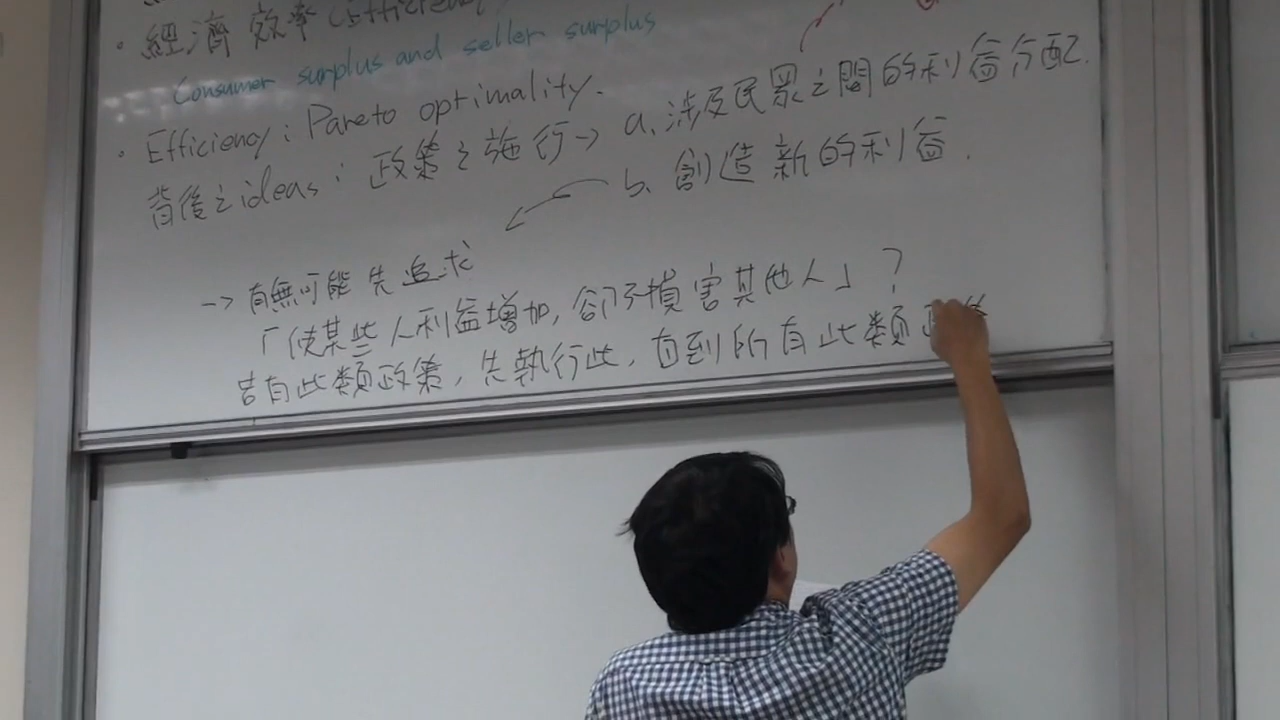 · 經濟效率 (Efficiency)
Consumer surplus and seller surplus
· Efficiency: Pareto optimality.
背後之ideas: 政策之施行→ a. 涉及民眾之間的利益分配.
b. 創造新的利益.
→ 有無可能先追求
「使某些人利益增加, 卻不損害其他人」?
若有此類政策, 先執行此, 直到所有此類政策